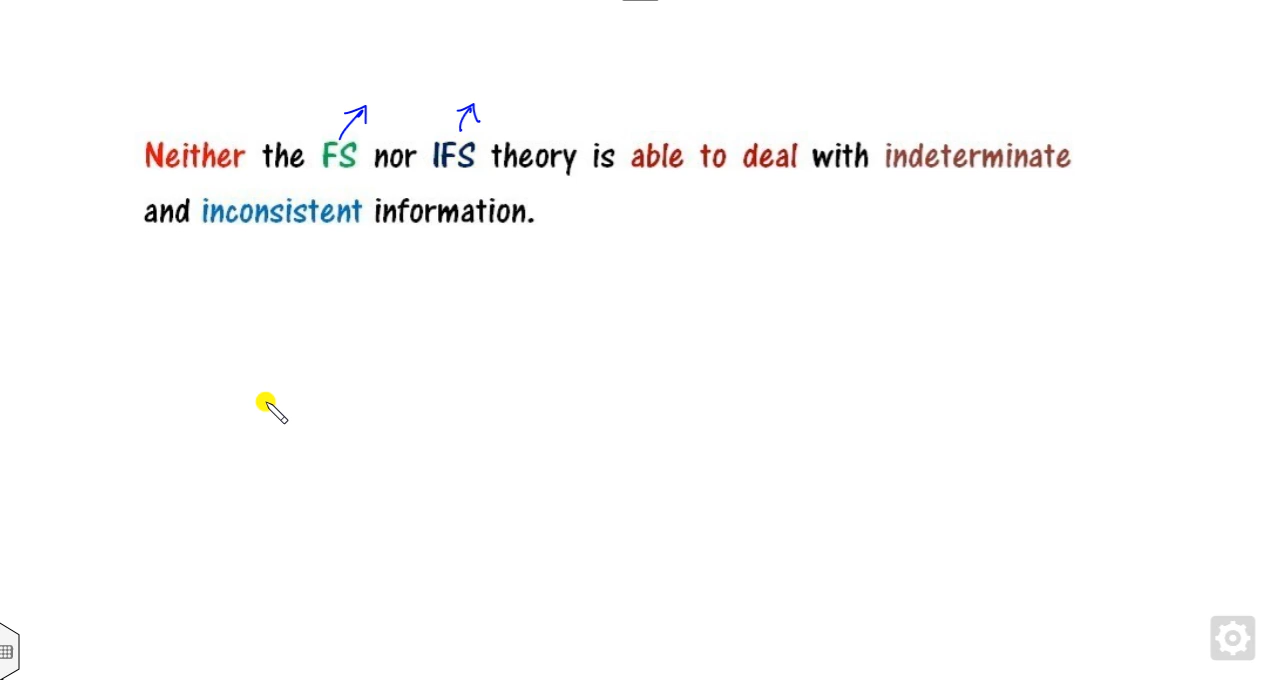 Neither the FS nor IFS theory is able to deal with indeterminate
and inconsistent information.